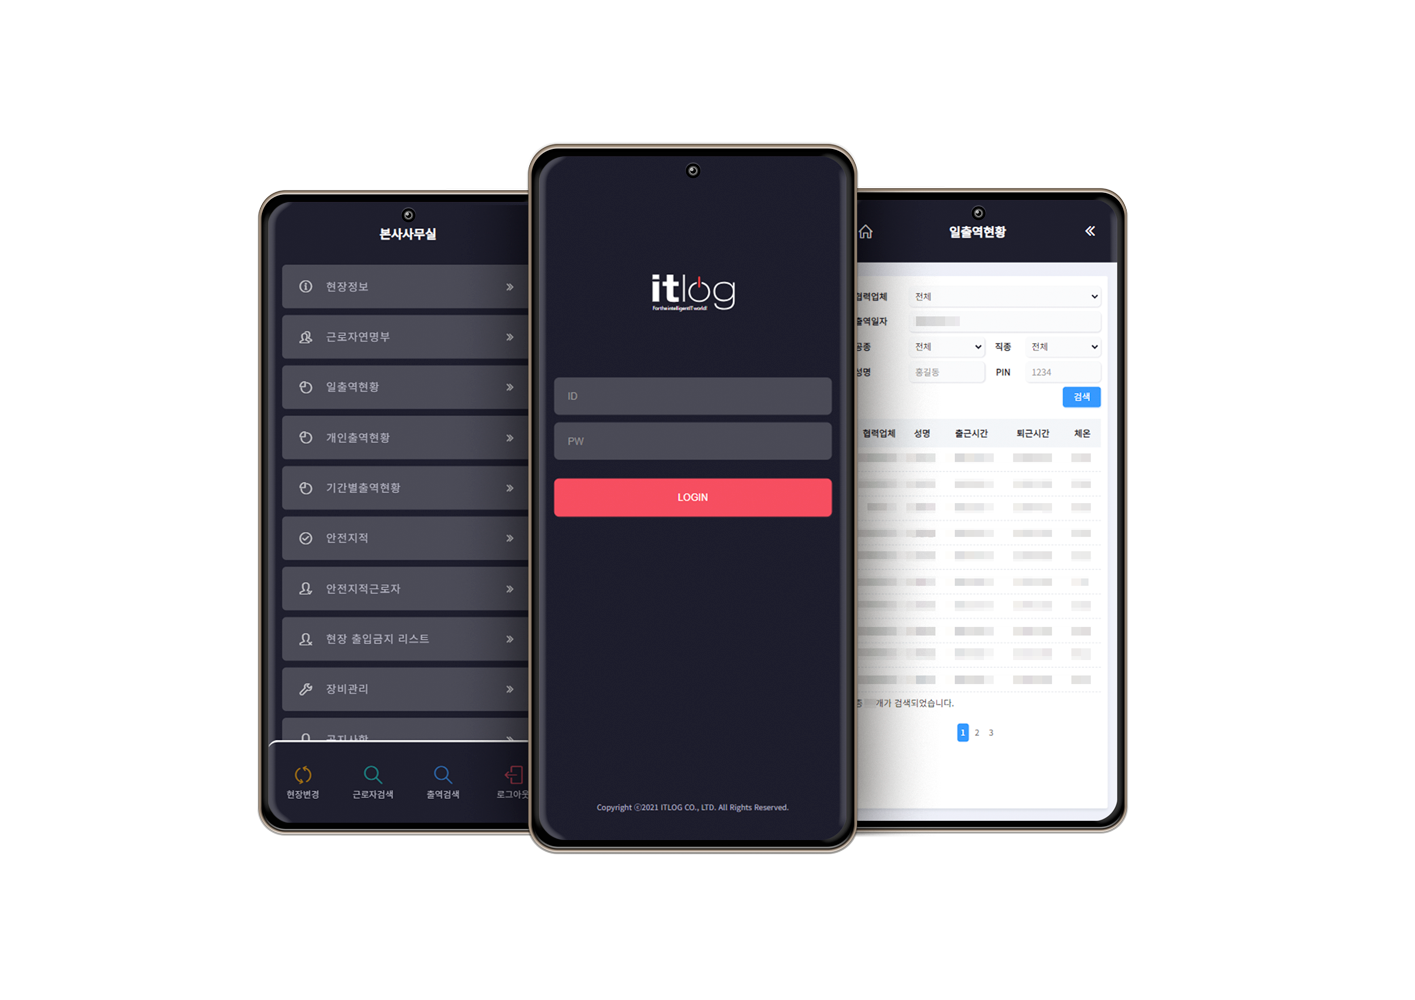 본사사무실
현장정보
근로자연명부
일출역현황
개인출역현황
기간별출역현황
안전지적
안전지적근로자
현장 출입금지 리스트
장비관리
공지사항
현장변경
근로자검색
출역검색
로그아웃
itlog
For the intelligent IT world!
ID
PW
LOGIN
Copyright ⓒ2021 ITLOG CO., LTD. All Rights Reserved.
일출역현황
협력업체 전체
출역일자
공종 전체 직종 전체
성명 홍길동 PIN 1234
검색
협력업체 성명 출근시간 퇴근시간 체온
총 개가 검색되었습니다.
1 2 3